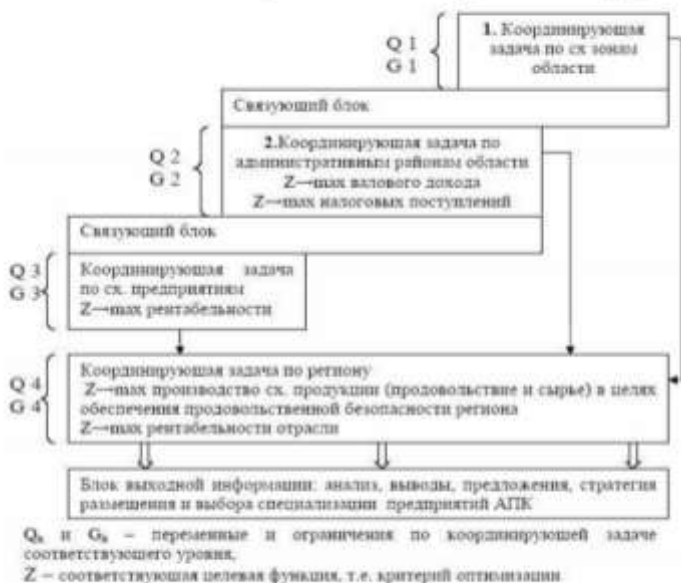 Q 1
G 1
1. Координирующая
задача по сх зонам
области
Связующий блок
Q 2
G 2
2.Координирующая задача по
административным районам области
Z→max валового дохода
Z→max налоговых поступлений
Связующий блок
Q 3
G 3
Координирующая задача
по сх. предприятиям
Z→max рентабельности
Q 4
G 4
Координирующая задача по региону
Z→max производство сх. продукции (продовольствие и сырье) в целях
обеспечения продовольственной безопасности региона
Z→max рентабельности отрасли
Блок выходной информации: анализ, выводы, предложения, стратегия
размещения и выбора специализации предприятий АПК
Qk и Gk – переменные и ограничения по координирующей задаче
соответствующего уровня,
Z – соответствующая целевая функция, т.е. критерий оптимизации